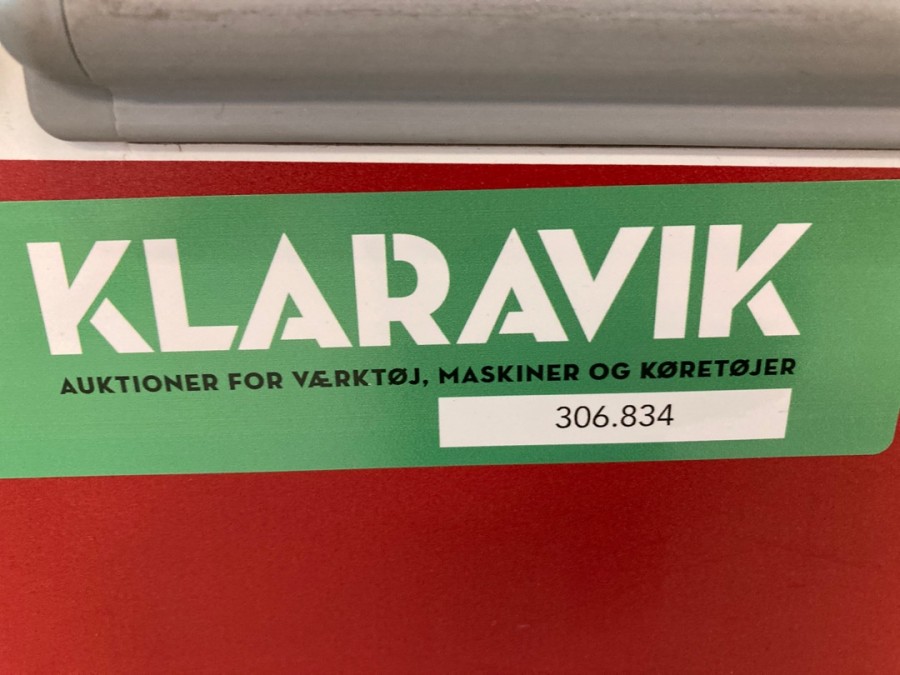 KLARAVIK
AUKTIONER FOR VÆRKTØJ, MASKINER OG KØRETØJER
306.834